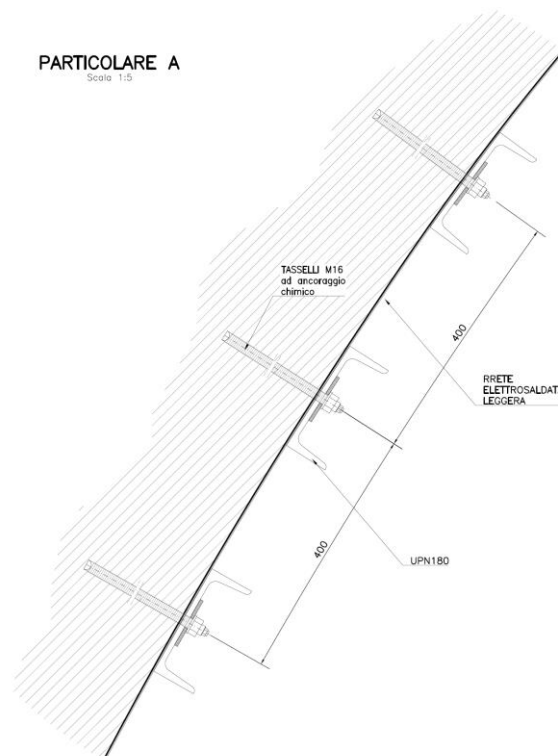 PARTICOLARE A
Scala 1:5
TASSELLI M16
ad ancoraggio
chimico
400
RRETE
ELETTROSALDAT
LEGGERA
400
UPN180